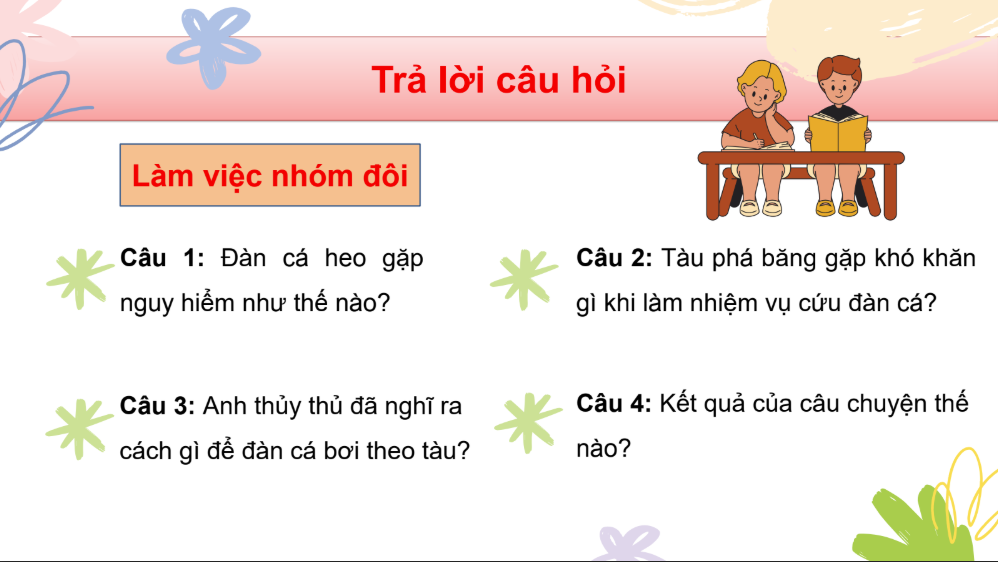 Trả lời câu hỏi
Làm việc nhóm đôi
Câu 1: Đàn cá heo gặp
nguy hiểm như thế nào?
Câu 2: Tàu phá băng gặp khó khăn
gì khi làm nhiệm vụ cứu đàn cá?
Câu 3: Anh thủy thủ đã nghĩ ra
cách gì để đàn cá bơi theo tàu?
Câu 4: Kết quả của câu chuyện thế
nào?